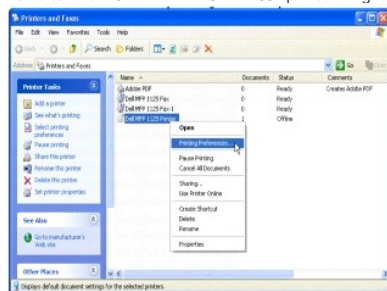 Printers and Faxes
File Edit View Favorites Tools Help
Search Folders
Address Printers and Faxes Go
Printer Tasks
Add a printer
See what's printing
Select printing preferences
Pause printing
Share this printer
Rename this printer
Delete this printer
Set printer properties
See Also
Go to manufacturer's Web site
Other Places
Name Documents Status Comments
Adobe PDF 0 Ready Creates Adobe PDF
Dell MFP 1125 Fax 0 Ready
Dell MFP 1125 Fax-1 0 Ready
Dell MFP 1125 Printer 1 Offline
Open
Printing Preferences...
Pause Printing
Cancel All Documents
Sharing...
Use Printer Online
Create Shortcut
Delete
Rename
Properties
Displays default document settings for the selected printers.